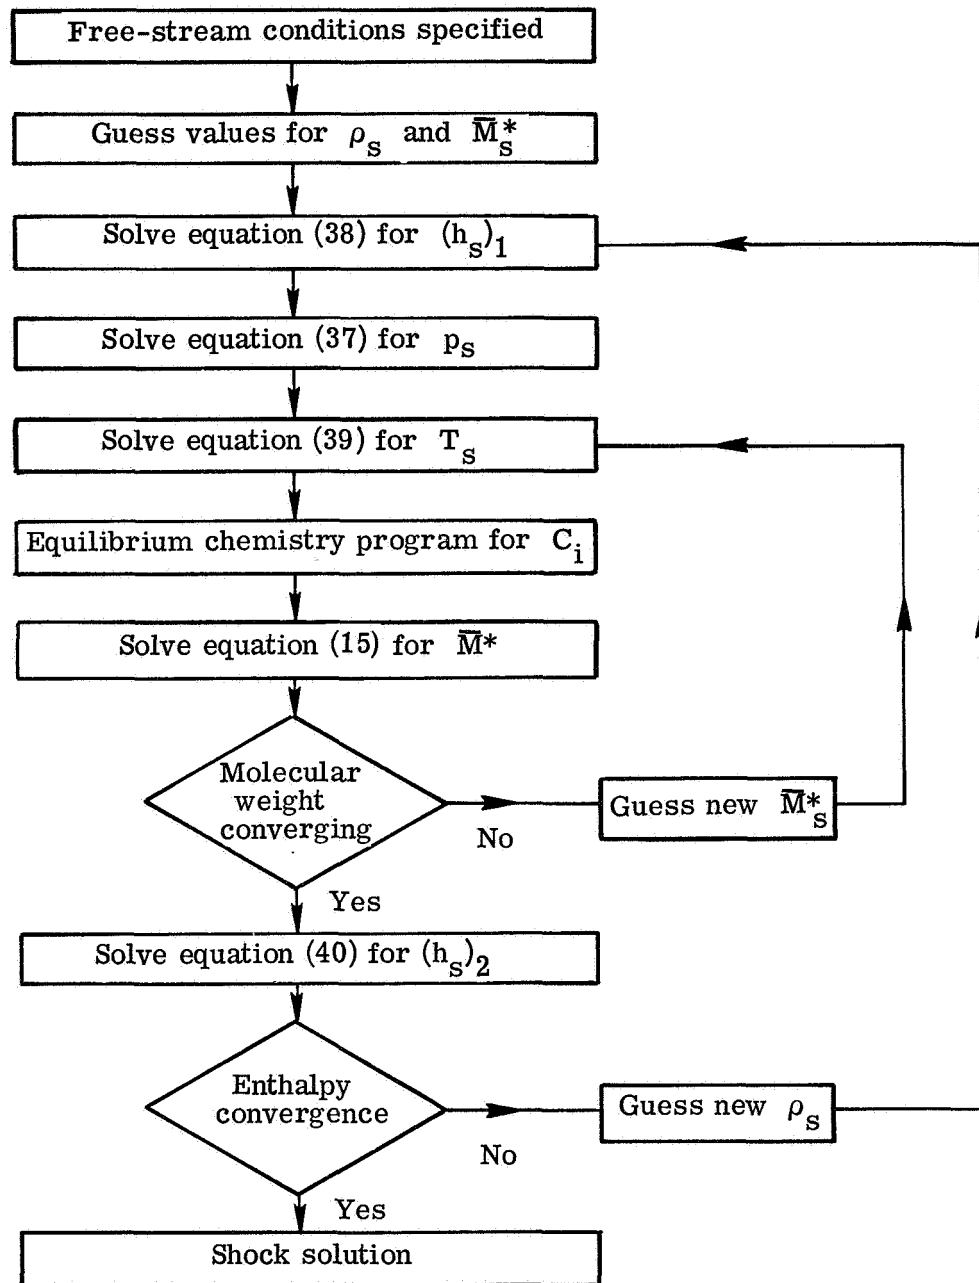 Free-stream conditions specified
Guess values for ρs and M̅s*
Solve equation (38) for (hs)1
Solve equation (37) for ps
Solve equation (39) for Ts
Equilibrium chemistry program for Ci
Solve equation (15) for M̅*
Molecular
weight
converging
No
Guess new M̅s*
Yes
Solve equation (40) for (hs)2
Enthalpy
convergence
No
Guess new ρs
Yes
Shock solution